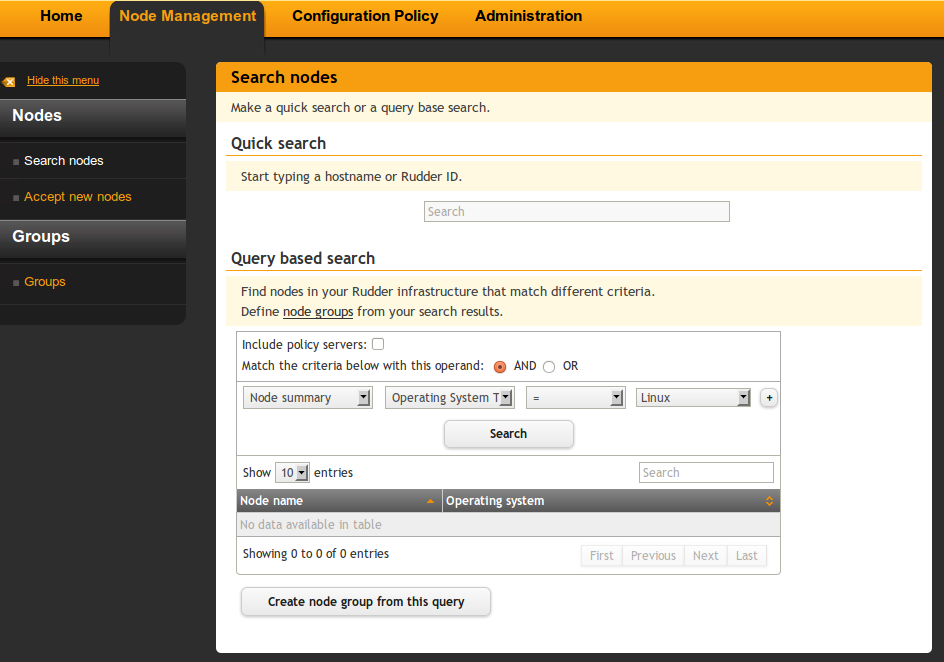 Home Node Management Configuration Policy Administration
Hide this menu
Nodes
Search nodes
Accept new nodes
Groups
Groups
Search nodes
Make a quick search or a query base search.
Quick search
Start typing a hostname or Rudder ID.
Search
Query based search
Find nodes in your Rudder infrastructure that match different criteria.
Define node groups from your search results.
Include policy servers:
Match the criteria below with this operand: AND OR
Node summary Operating System T = Linux +
Search
Show 10 entries Search
Node name Operating system
No data available in table
Showing 0 to 0 of 0 entries First Previous Next Last
Create node group from this query